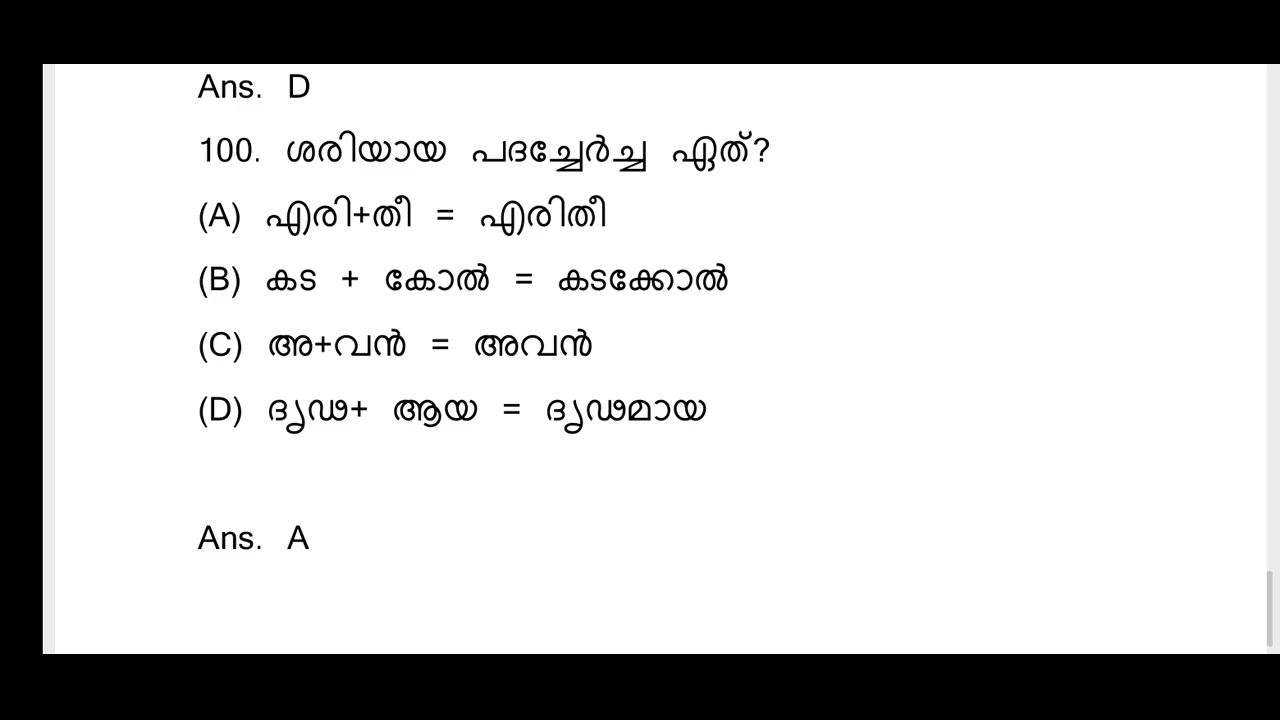 Ans. D
100. ശരിയായ പദച്ചേർച്ച ഏത്?
(A) എരി+തീ = എരിതീ
(B) കട + കോൽ = കടക്കോൽ
(C) അ+വൻ = അവൻ
(D) ദൃഢ+ ആയ = ദൃഢമായ
Ans. A